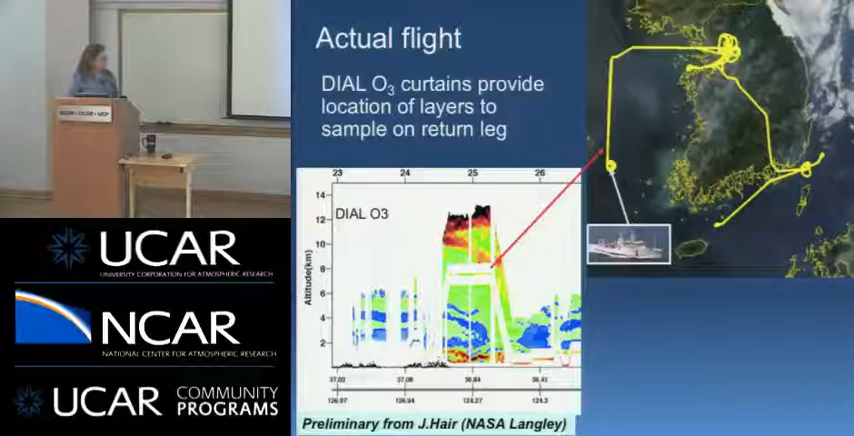 Actual flight
DIAL O3 curtains provide
location of layers to
sample on return leg
23 24 25 26
14
12
10
8
6
4
2
Altitude(km)
DIAL O3
37.02 37.08 36.84 36.41
126.97 126.94 124.27 124.3
Preliminary from J.Hair (NASA Langley)
UCAR
UNIVERSITY CORPORATION FOR ATMOSPHERIC RESEARCH
NCAR
NATIONAL CENTER FOR ATMOSPHERIC RESEARCH
UCAR COMMUNITY
PROGRAMS